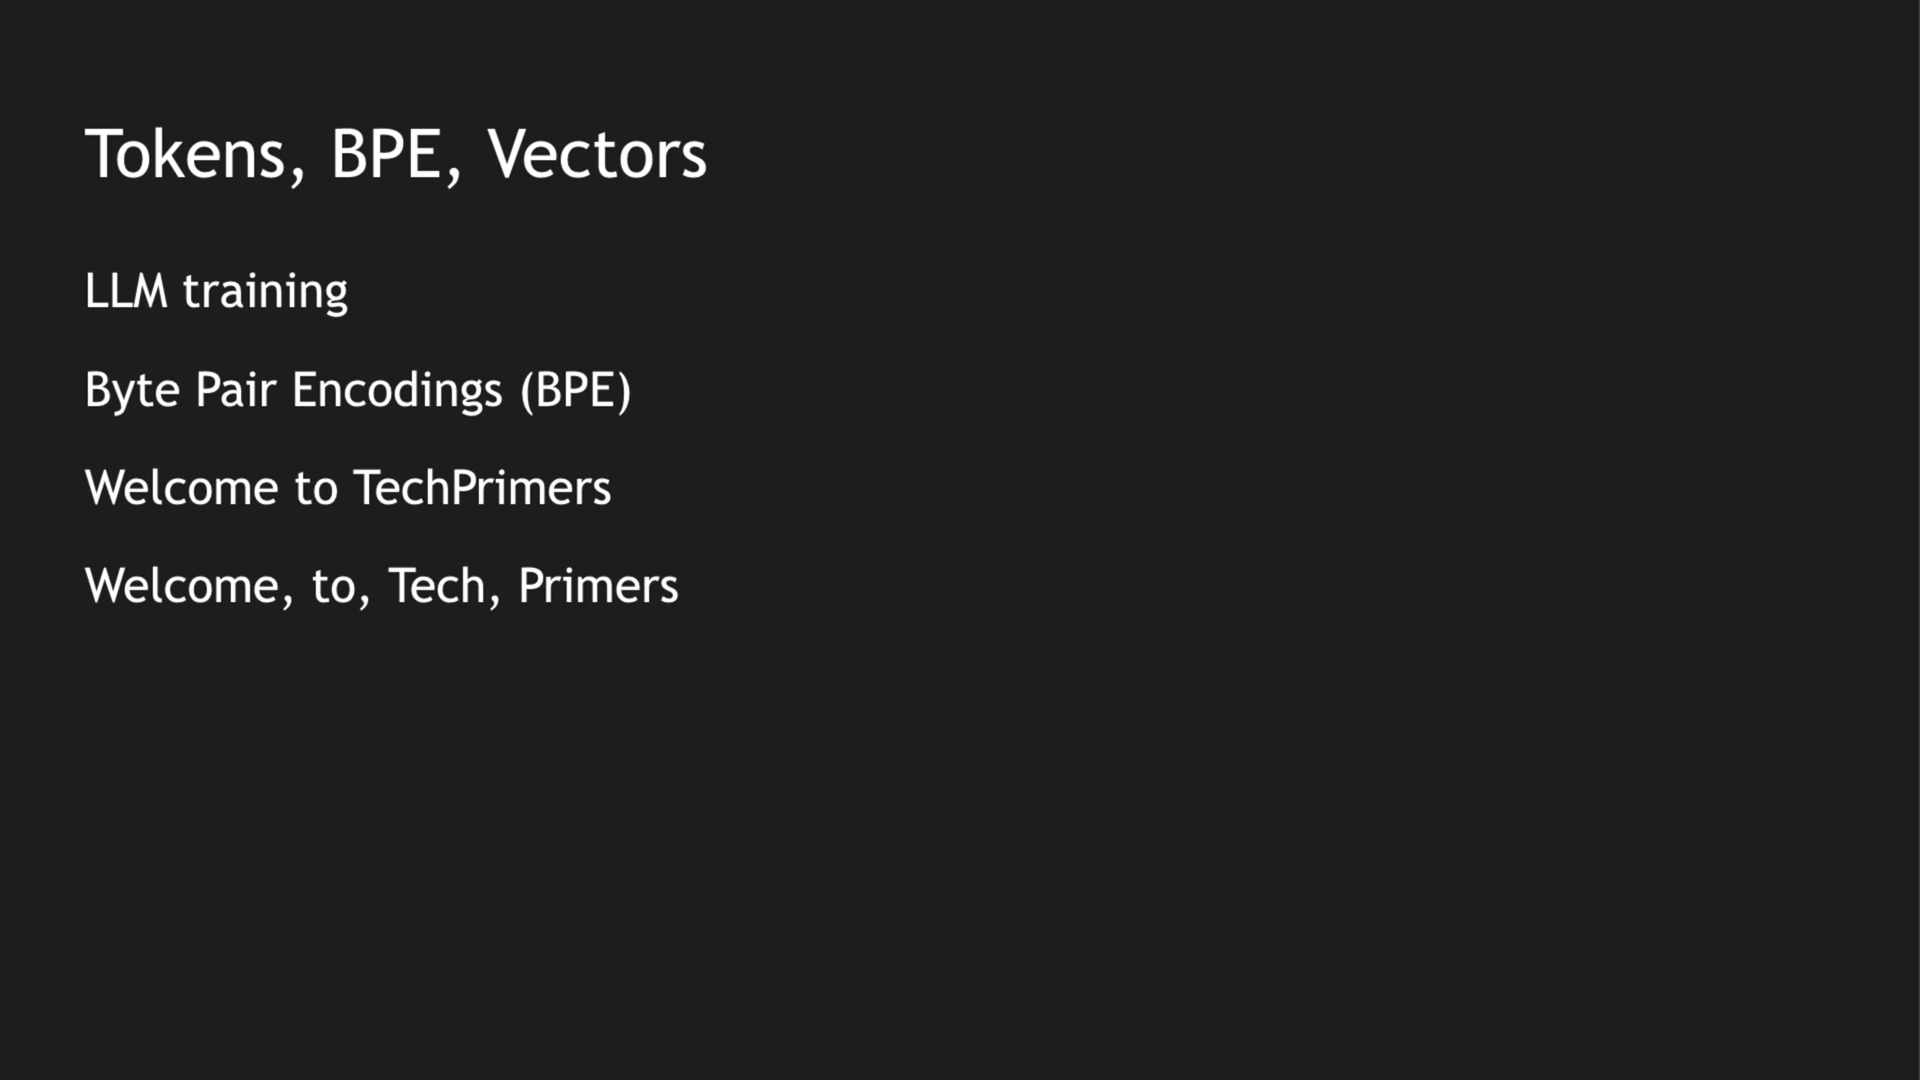 Tokens, BPE, Vectors
LLM training
Byte Pair Encodings (BPE)
Welcome to TechPrimers
Welcome, to, Tech, Primers